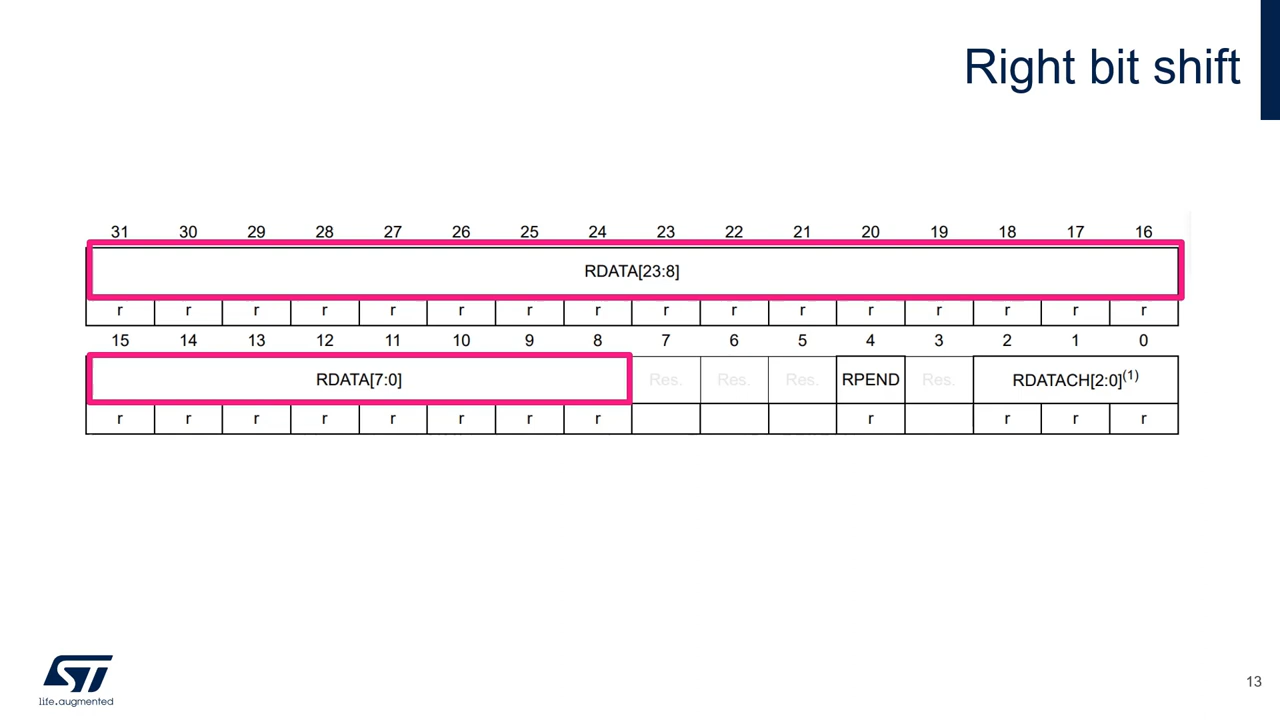 Right bit shift
31 30 29 28 27 26 25 24 23 22 21 20 19 18 17 16
RDATA[23:8]
r r r r r r r r r r r r r r r r
15 14 13 12 11 10 9 8 7 6 5 4 3 2 1 0
RDATA[7:0] Res. Res. Res. RPEND Res. RDATACH[2:0](1)
r r r r r r r r r r r r
ST
life.augmented
13